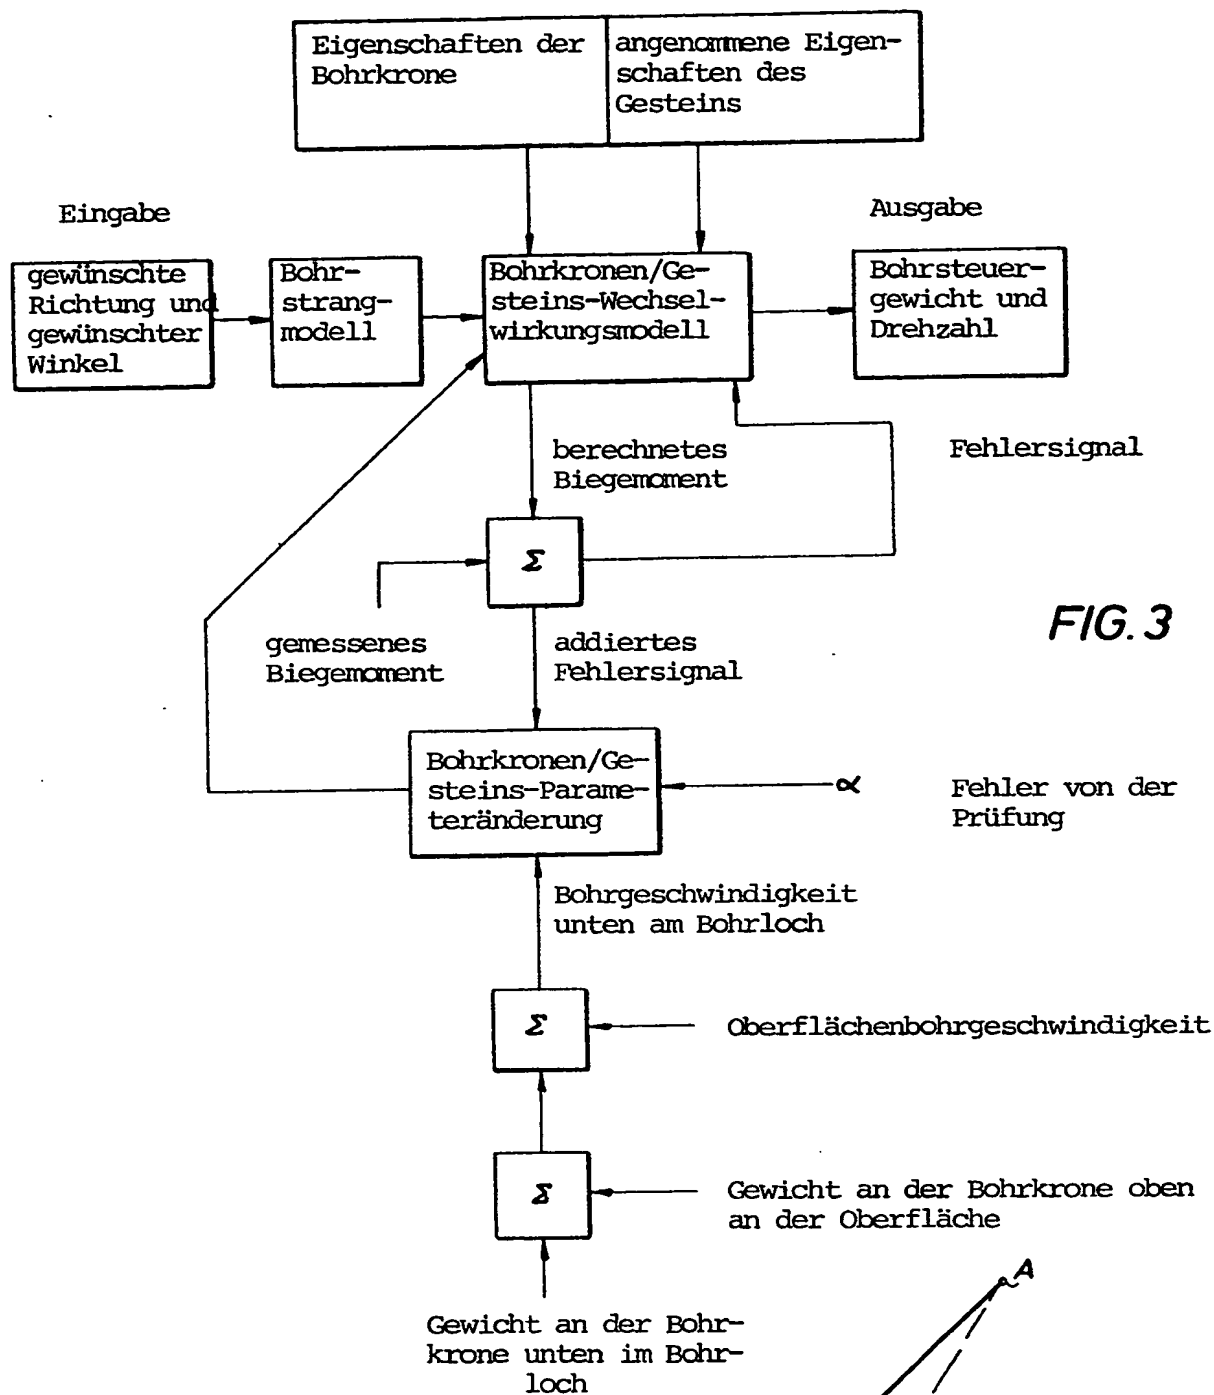 Eigenschaften der
Bohrkrone
angenommene Eigen-
schaften des
Gesteins
Eingabe
Ausgabe
gewünschte
Richtung und
gewünschter
Winkel
Bohr-
strang-
modell
Bohrkronen/Ge-
steins-Wechsel-
wirkungsmodell
Bohrsteuer-
gewicht und
Drehzahl
berechnetes
Biegemoment
Fehlersignal
Σ
gemessenes
Biegemoment
addiertes
Fehlersignal
FIG. 3
Bohrkronen/Ge-
steins-Parame-
teränderung
α
Fehler von der
Prüfung
Bohrgeschwindigkeit
unten am Bohrloch
Σ
Oberflächenbohrgeschwindigkeit
Σ
Gewicht an der Bohrkrone oben
an der Oberfläche
A
Gewicht an der Bohr-
krone unten im Bohr-
loch